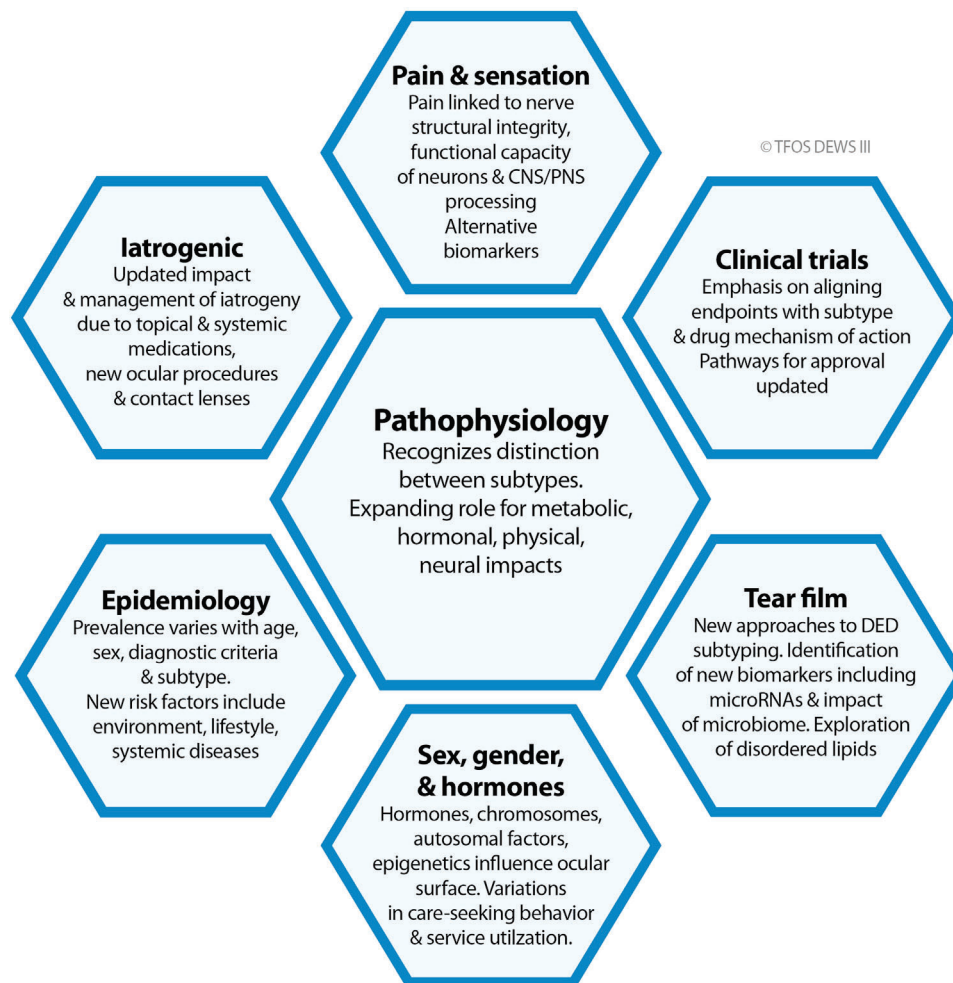 Pain & sensation
Pain linked to nerve
structural integrity,
functional capacity
of neurons & CNS/PNS
processing
Alternative
biomarkers
© TFOS DEWS III
Iatrogenic
Updated impact
& management of iatrogeny
due to topical & systemic
medications,
new ocular procedures
& contact lenses
Clinical trials
Emphasis on aligning
endpoints with subtype
& drug mechanism of action
Pathways for approval
updated
Pathophysiology
Recognizes distinction
between subtypes.
Expanding role for metabolic,
hormonal, physical,
neural impacts
Epidemiology
Prevalence varies with age,
sex, diagnostic criteria
& subtype.
New risk factors include
environment, lifestyle,
systemic diseases
Tear film
New approaches to DED
subtyping. Identification
of new biomarkers including
microRNAs & impact
of microbiome. Exploration
of disordered lipids
Sex, gender,
& hormones
Hormones, chromosomes,
autosomal factors,
epigenetics influence ocular
surface. Variations
in care-seeking behavior
& service utilzation.